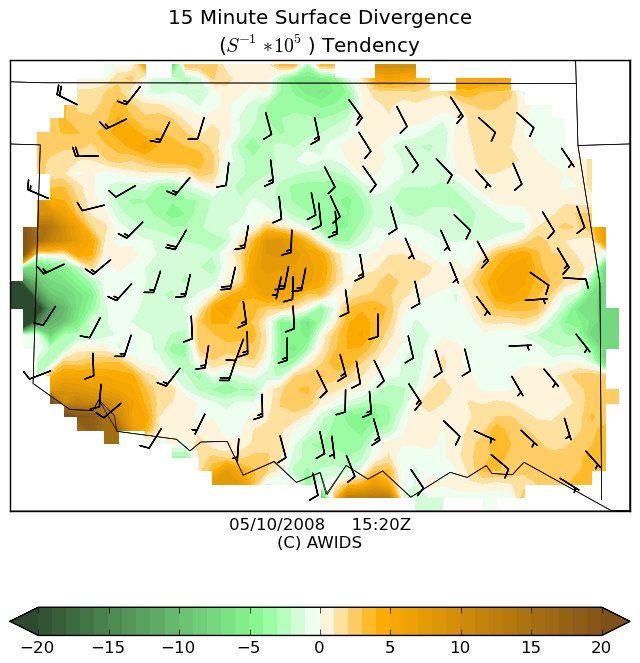 15 Minute Surface Divergence
(S⁻¹ *10⁵ ) Tendency
05/10/2008 15:20Z
(C) AWIDS
−20 −15 −10 −5 0 5 10 15 20